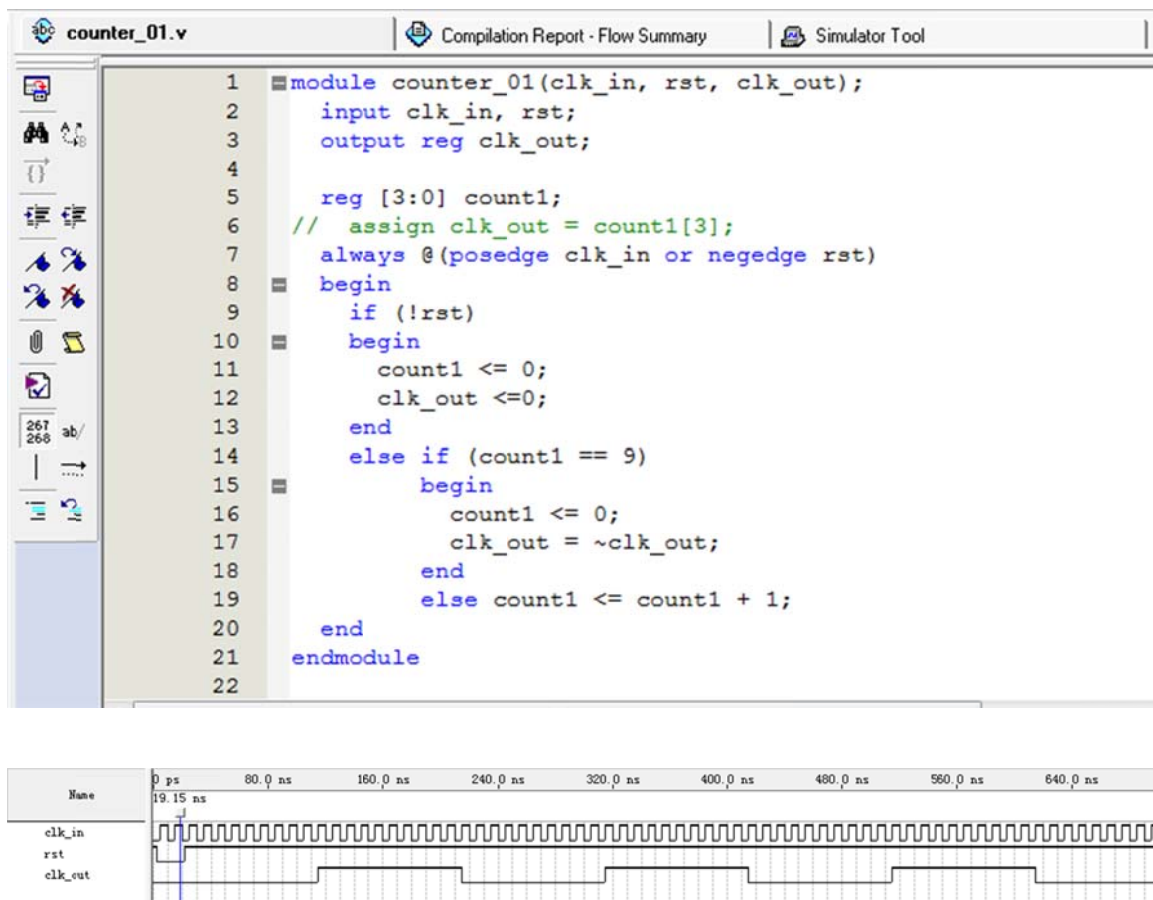 counter_01.v Compilation Report - Flow Summary Simulator Tool
1 module counter_01(clk_in, rst, clk_out);
2 input clk_in, rst;
3 output reg clk_out;
4
5 reg [3:0] count1;
6 // assign clk_out = count1[3];
7 always @(posedge clk_in or negedge rst)
8 begin
9 if (!rst)
10 begin
11 count1 <= 0;
12 clk_out <=0;
13 end
14 else if (count1 == 9)
15 begin
16 count1 <= 0;
17 clk_out = ~clk_out;
18 end
19 else count1 <= count1 + 1;
20 end
21 endmodule
22
abc
267
268 ab/
Name 0 ps 80.0 ns 160.0 ns 240.0 ns 320.0 ns 400.0 ns 480.0 ns 560.0 ns 640.0 ns
19.15 ns
clk_in
rst
clk_out